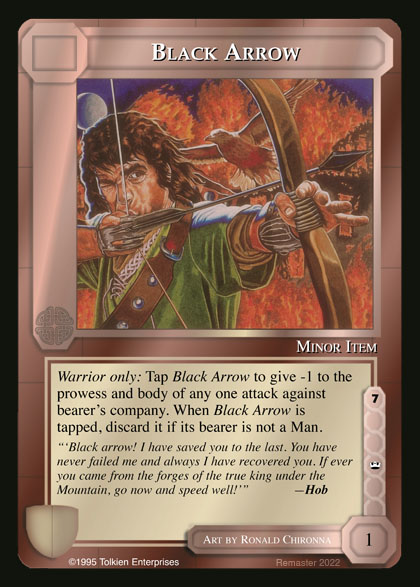 BLACK ARROW
MINOR ITEM
Warrior only: Tap Black Arrow to give -1 to the
prowess and body of any one attack against
bearer's company. When Black Arrow is
tapped, discard it if its bearer is not a Man.
"'Black arrow! I have saved you to the last. You have
never failed me and always I have recovered you. If ever
you came from the forges of the true king under the
Mountain, go now and speed well!'" –Hob
7
ART BY RONALD CHIRONNA
1
©1995 Tolkien Enterprises
Remaster 2022